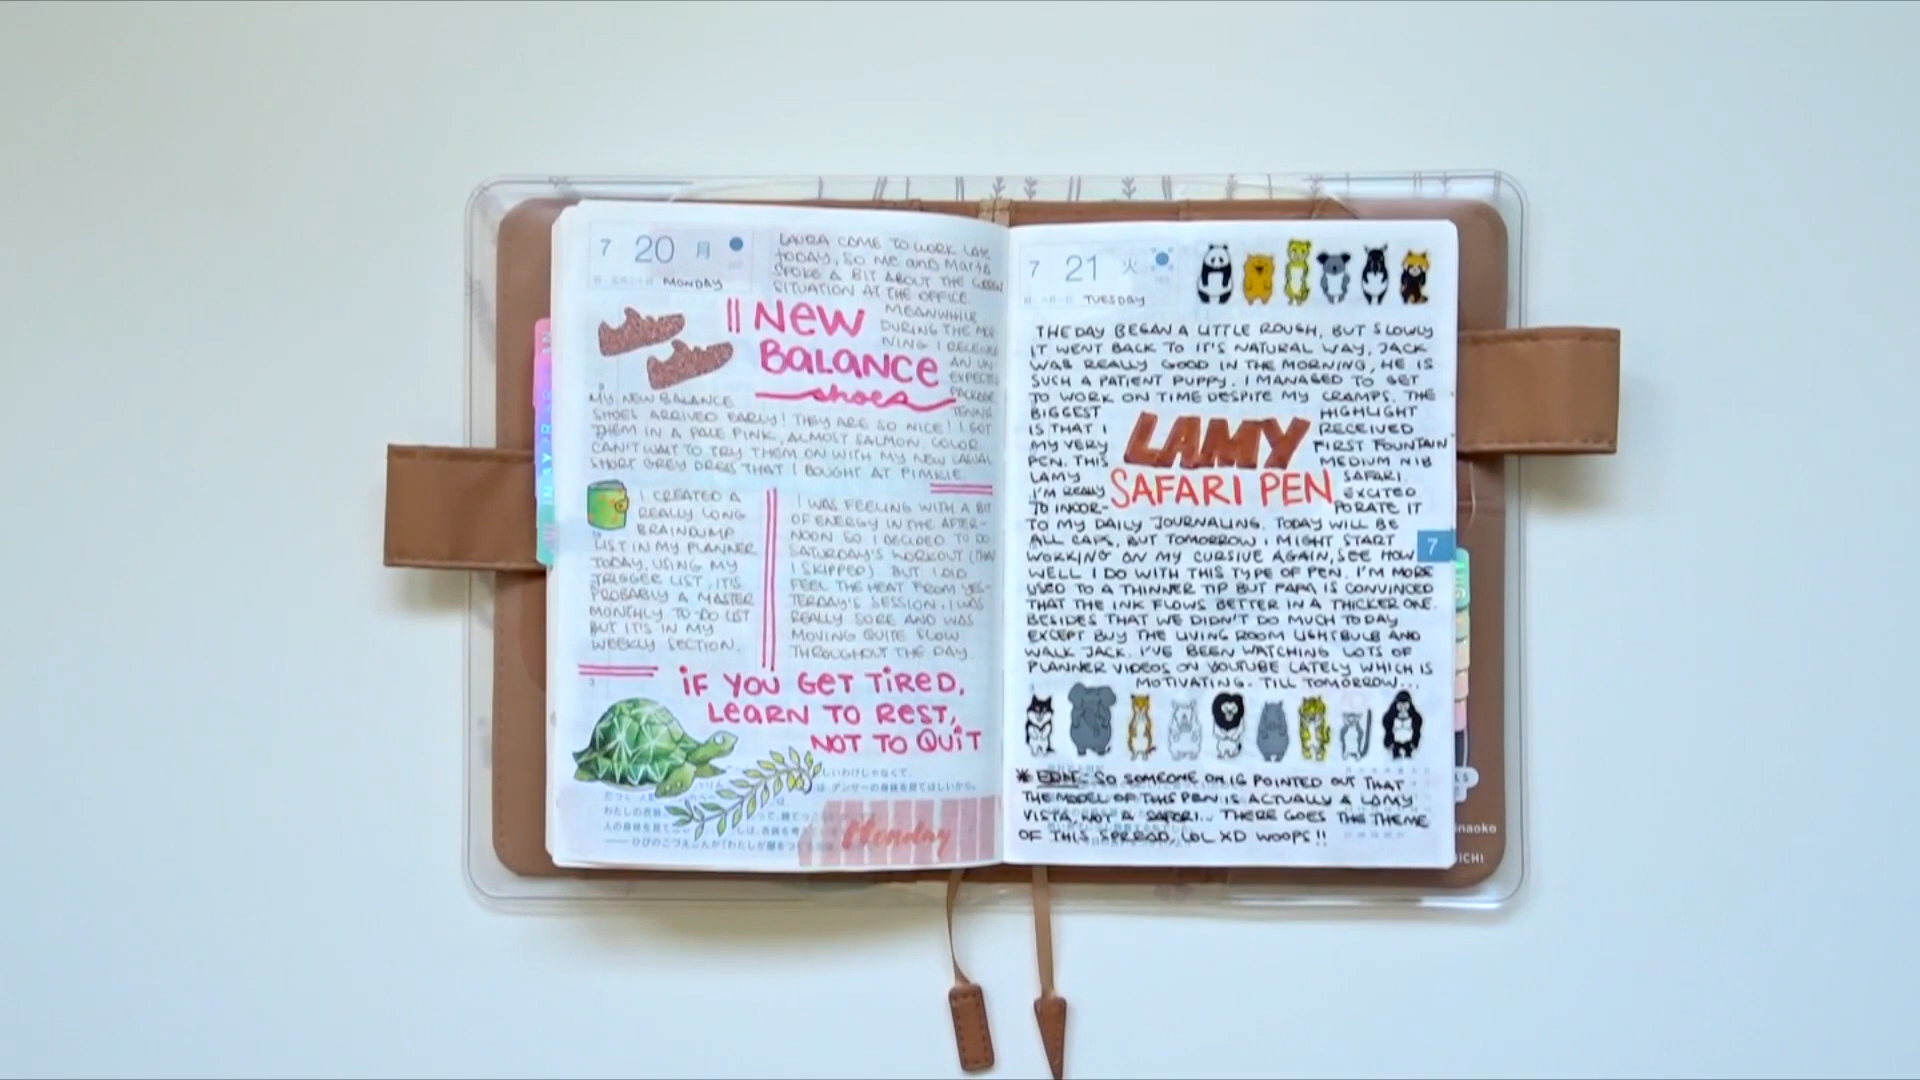 7 20 月
MONDAY
LAURA CAME TO WORK LATE
TODAY, SO ME and MARTA
SPOKE A BIT ABOUT THE
SITUATION AT THE OFFICE.
MEANWHILE
DURING THE MOR-
NING I RECEIVED
AN UN-
EXPECTED
PACKAGE
|| NEW
BALANCE
shoes
MY NEW BALANCE
SHOES ARRIVED EARLY! THEY ARE SO NICE! I GOT
THEM IN A PALE PINK, ALMOST SALMON COLOR
CAN'T WAIT TO TRY THEM ON WITH MY NEW CASUAL
SHORT GREY DRESS THAT I BOUGHT AT PIMKIE.
I CREATED A
REALLY LONG
BRAINDUMP
LIST IN MY PLANNER
TODAY, USING MY
TRIGGER LIST. IT'S
PROBABLY A MASTER
MONTHLY TO-DO LIST
BUT IT'S IN MY
WEEKLY SECTION.
I WAS FEELING WITH A BIT
OF ENERGY IN THE AFTER-
NOON SO I DECIDED TO DO
SATURDAY'S WORKOUT (THAT
I SKIPPED) BUT I DID
FEEL THE HEAT FROM YES-
TERDAY'S SESSION. I WAS
REALLY SORE AND WAS
MOVING QUITE SLOW
THROUGHOUT THE DAY.
IF YOU GET TIRED,
LEARN TO REST,
NOT TO QUIT
Monday
7 21 火
TUESDAY
THE DAY BEGAN A LITTLE ROUGH, BUT SLOWLY
IT WENT BACK TO IT'S NATURAL WAY, JACK
WAS REALLY GOOD IN THE MORNING, HE IS
SUCH A PATIENT PUPPY. I MANAGED TO GET
TO WORK ON TIME DESPITE MY CRAMPS. THE
BIGGEST HIGHLIGHT
IS THAT I RECEIVED
MY VERY FIRST FOUNTAIN
PEN. THIS MEDIUM NIB
LAMY SAFARI.
I'M REALLY EXCITED
TO INCOR- PORATE IT
LAMY
SAFARI PEN
TO MY DAILY JOURNALING. TODAY WILL BE
ALL CAPS, BUT TOMORROW I MIGHT START
WORKING ON MY CURSIVE AGAIN, SEE HOW
WELL I DO WITH THIS TYPE OF PEN. I'M MORE
USED TO A THINNER TIP BUT PAPA IS CONVINCED
THAT THE INK FLOWS BETTER IN A THICKER ONE.
BESIDES THAT WE DIDN'T DO MUCH TODAY
EXCEPT BUY THE LIVING ROOM LIGHTBULB AND
WALK JACK. I'VE BEEN WATCHING LOTS OF
PLANNER VIDEOS ON YOUTUBE LATELY WHICH IS
MOTIVATING. TILL TOMORROW...
7
* EDIT: SO SOMEONE ON IG POINTED OUT THAT
THE MODEL OF THIS PEN IS ACTUALLY A LAMY
VISTA, NOT A SAFARI... THERE GOES THE THEME
OF THIS SPREAD, LOL XD WOOPS!!